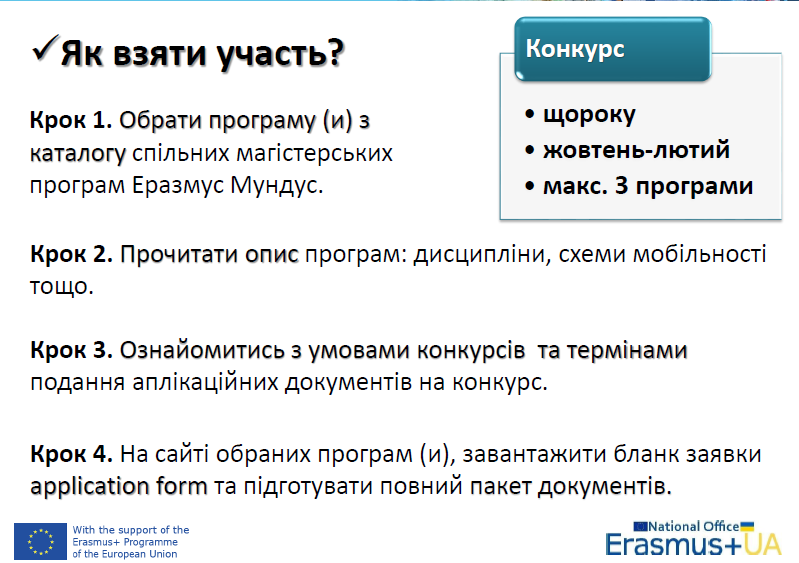 ✓Як взяти участь?
Конкурс
• щороку
• жовтень-лютий
• макс. 3 програми
Крок 1. Обрати програму (и) з
каталогу спільних магістерських
програм Еразмус Мундус.
Крок 2. Прочитати опис програм: дисципліни, схеми мобільності
тощо.
Крок 3. Ознайомитись з умовами конкурсів та термінами
подання аплікаційних документів на конкурс.
Крок 4. На сайті обраних програм (и), завантажити бланк заявки
application form та підготувати повний пакет документів.
With the support of the
Erasmus+ Programme
of the European Union
National Office
Erasmus+UA